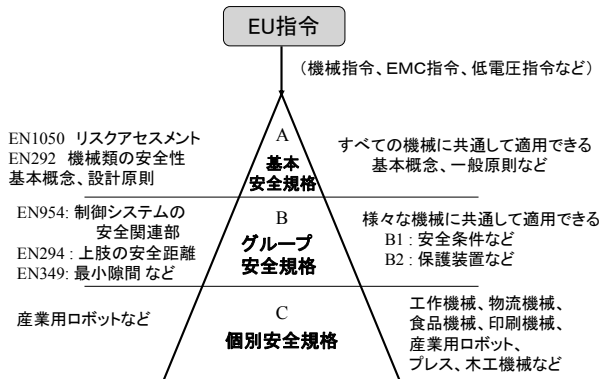 EU指令
（機械指令、EMC指令、低電圧指令など）
EN1050 リスクアセスメント
EN292 機械類の安全性
基本概念、設計原則
A
基本
安全規格
すべての機械に共通して適用できる
基本概念、一般原則など
EN954: 制御システムの
安全関連部
EN294 : 上肢の安全距離
EN349: 最小隙間 など
B
グループ
安全規格
様々な機械に共通して適用できる
B1 : 安全条件など
B2 : 保護装置など
産業用ロボットなど
C
個別安全規格
工作機械、物流機械、
食品機械、印刷機械、
産業用ロボット、
プレス、木工機械など